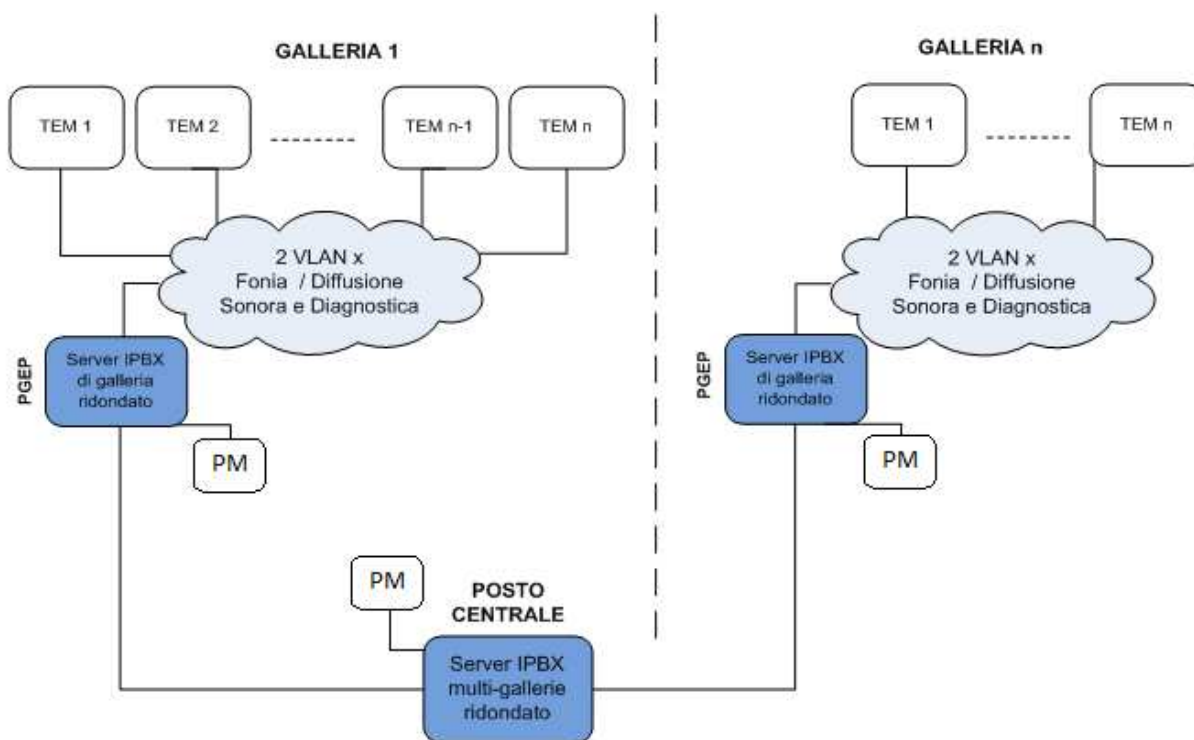 GALLERIA 1
GALLERIA n
TEM 1
TEM 2
TEM n-1
TEM n
TEM 1
TEM n
2 VLAN x
Fonia / Diffusione
Sonora e Diagnostica
2 VLAN x
Fonia / Diffusione
Sonora e Diagnostica
PGEP
Server IPBX
di galleria
ridondato
PM
PGEP
Server IPBX
di galleria
ridondato
PM
PM
POSTO
CENTRALE
Server IPBX
multi-gallerie
ridondato